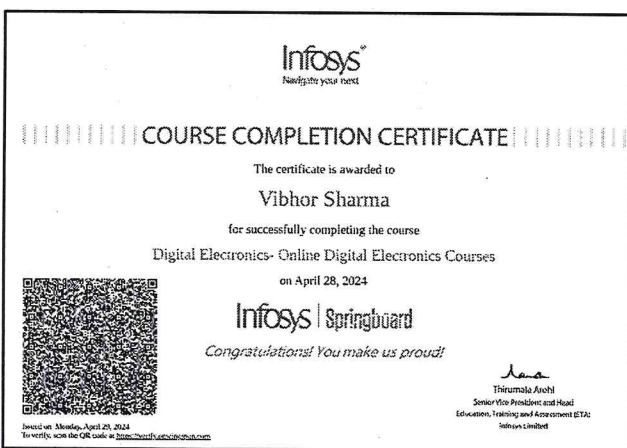 Infosys®
Navigate your next
COURSE COMPLETION CERTIFICATE
The certificate is awarded to
Vibhor Sharma
for successfully completing the course
Digital Electronics- Online Digital Electronics Courses
on April 28, 2024
Infosys | Springboard
Congratulations! You make us proud!
Thirumala Arohi
Senior Vice President and Head
Education, Training and Assessment (ETA)
Infosys Limited
Issued on: Monday, April 29, 2024
To verify, scan the QR code at